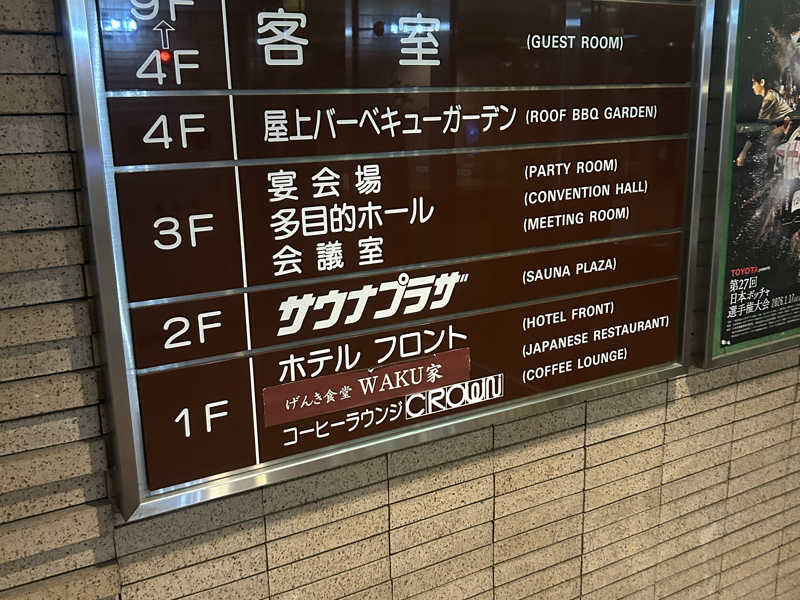 9F
↑
4F
客室 (GUEST ROOM)
4F 屋上バーベキューガーデン (ROOF BBQ GARDEN)
3F
宴会場 (PARTY ROOM)
多目的ホール (CONVENTION HALL)
会議室 (MEETING ROOM)
2F サウナプラザ (SAUNA PLAZA)
1F
ホテル フロント (HOTEL FRONT)
げんき食堂 WAKU家 (JAPANESE RESTAURANT)
コーヒーラウンジ CROWN (COFFEE LOUNGE)
TOYOTA presents
第27回
日本ボッチャ
選手権大会 2026.1.10